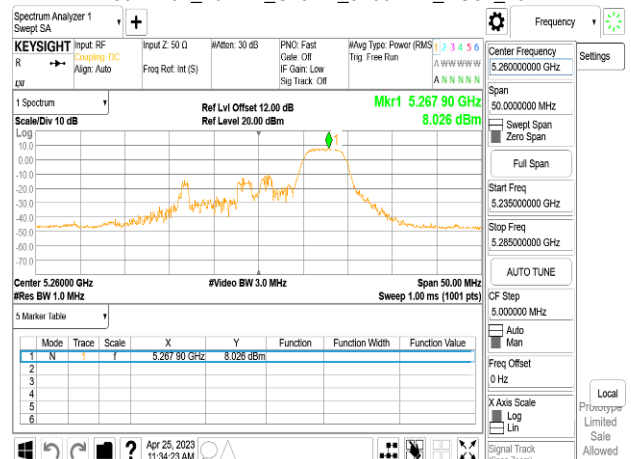 Spectrum Analyzer 1
Swept SA
Frequency
KEYSIGHT
Input: RF
Coupling: DC
Align: Auto
Input Z: 50 Ω
Freq Ref: Int (S)
#Atten: 30 dB
PNO: Fast
Gate: Off
IF Gain: Low
Sig Track: Off
#Avg Type: Power (RMS)
Trig: Free Run
1 2 3 4 5 6
A W W W W W
A N N N N N
R
LXI
Center Frequency
5.260000000 GHz
Settings
Span
50.0000000 MHz
Swept Span
Zero Span
Full Span
Start Freq
5.235000000 GHz
Stop Freq
5.285000000 GHz
AUTO TUNE
CF Step
5.000000 MHz
Auto
Man
Freq Offset
0 Hz
X Axis Scale
Log
Lin
Signal Track
Local
Prototype
Limited
Sale
Allowed
1 Spectrum
Scale/Div 10 dB
Log
Ref Lvl Offset 12.00 dB
Ref Level 20.00 dBm
Mkr1 5.267 90 GHz
8.026 dBm
1
10.0
0.00
-10.0
-20.0
-30.0
-40.0
-50.0
-60.0
-70.0
Center 5.26000 GHz
#Res BW 1.0 MHz
#Video BW 3.0 MHz
Span 50.00 MHz
Sweep 1.00 ms (1001 pts)
5 Marker Table
Mode Trace Scale X Y Function Function Width Function Value
1 N 1 f 5.267 90 GHz 8.026 dBm
2
3
4
5
6
?
Apr 25, 2023
11:34:23 AM